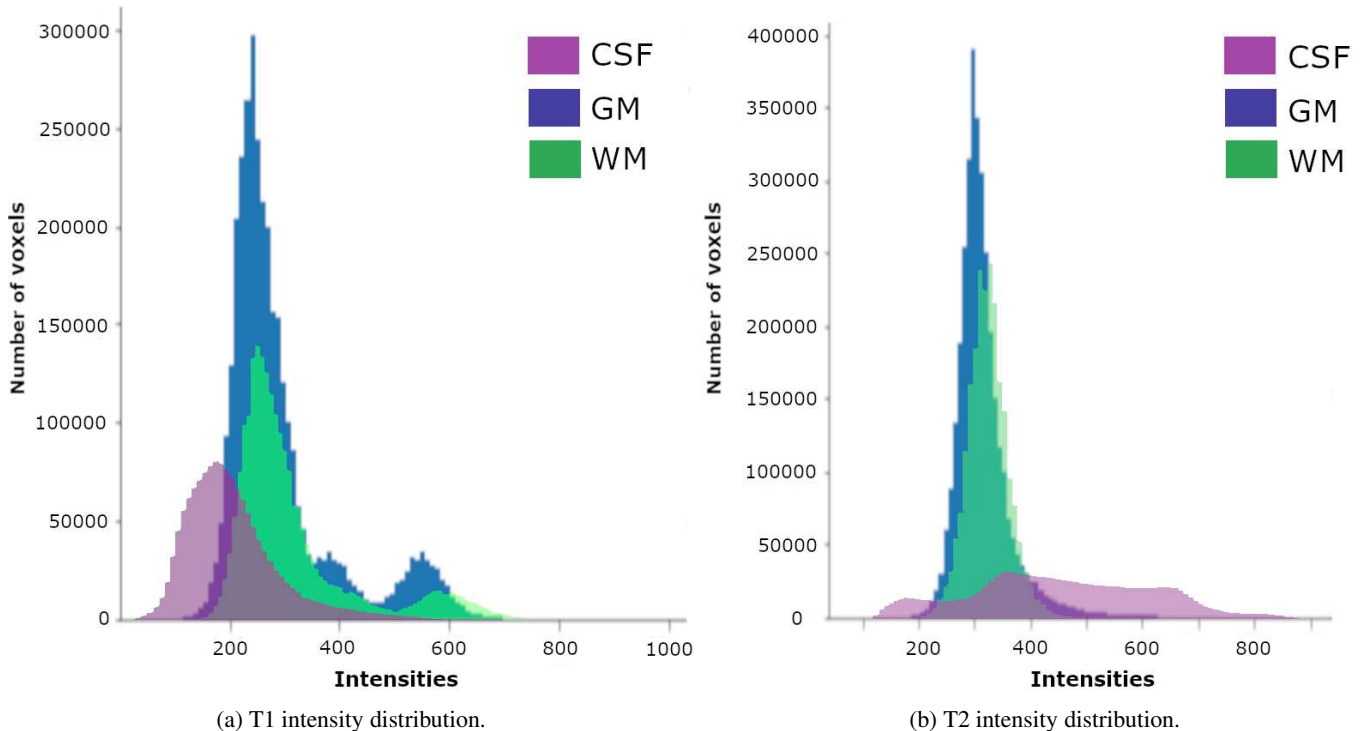 300000
250000
200000
150000
100000
50000
0
Number of voxels
200
400
600
800
1000
Intensities
CSF
GM
WM
(a) T1 intensity distribution.
400000
350000
300000
250000
200000
150000
100000
50000
0
Number of voxels
200
400
600
800
Intensities
CSF
GM
WM
(b) T2 intensity distribution.